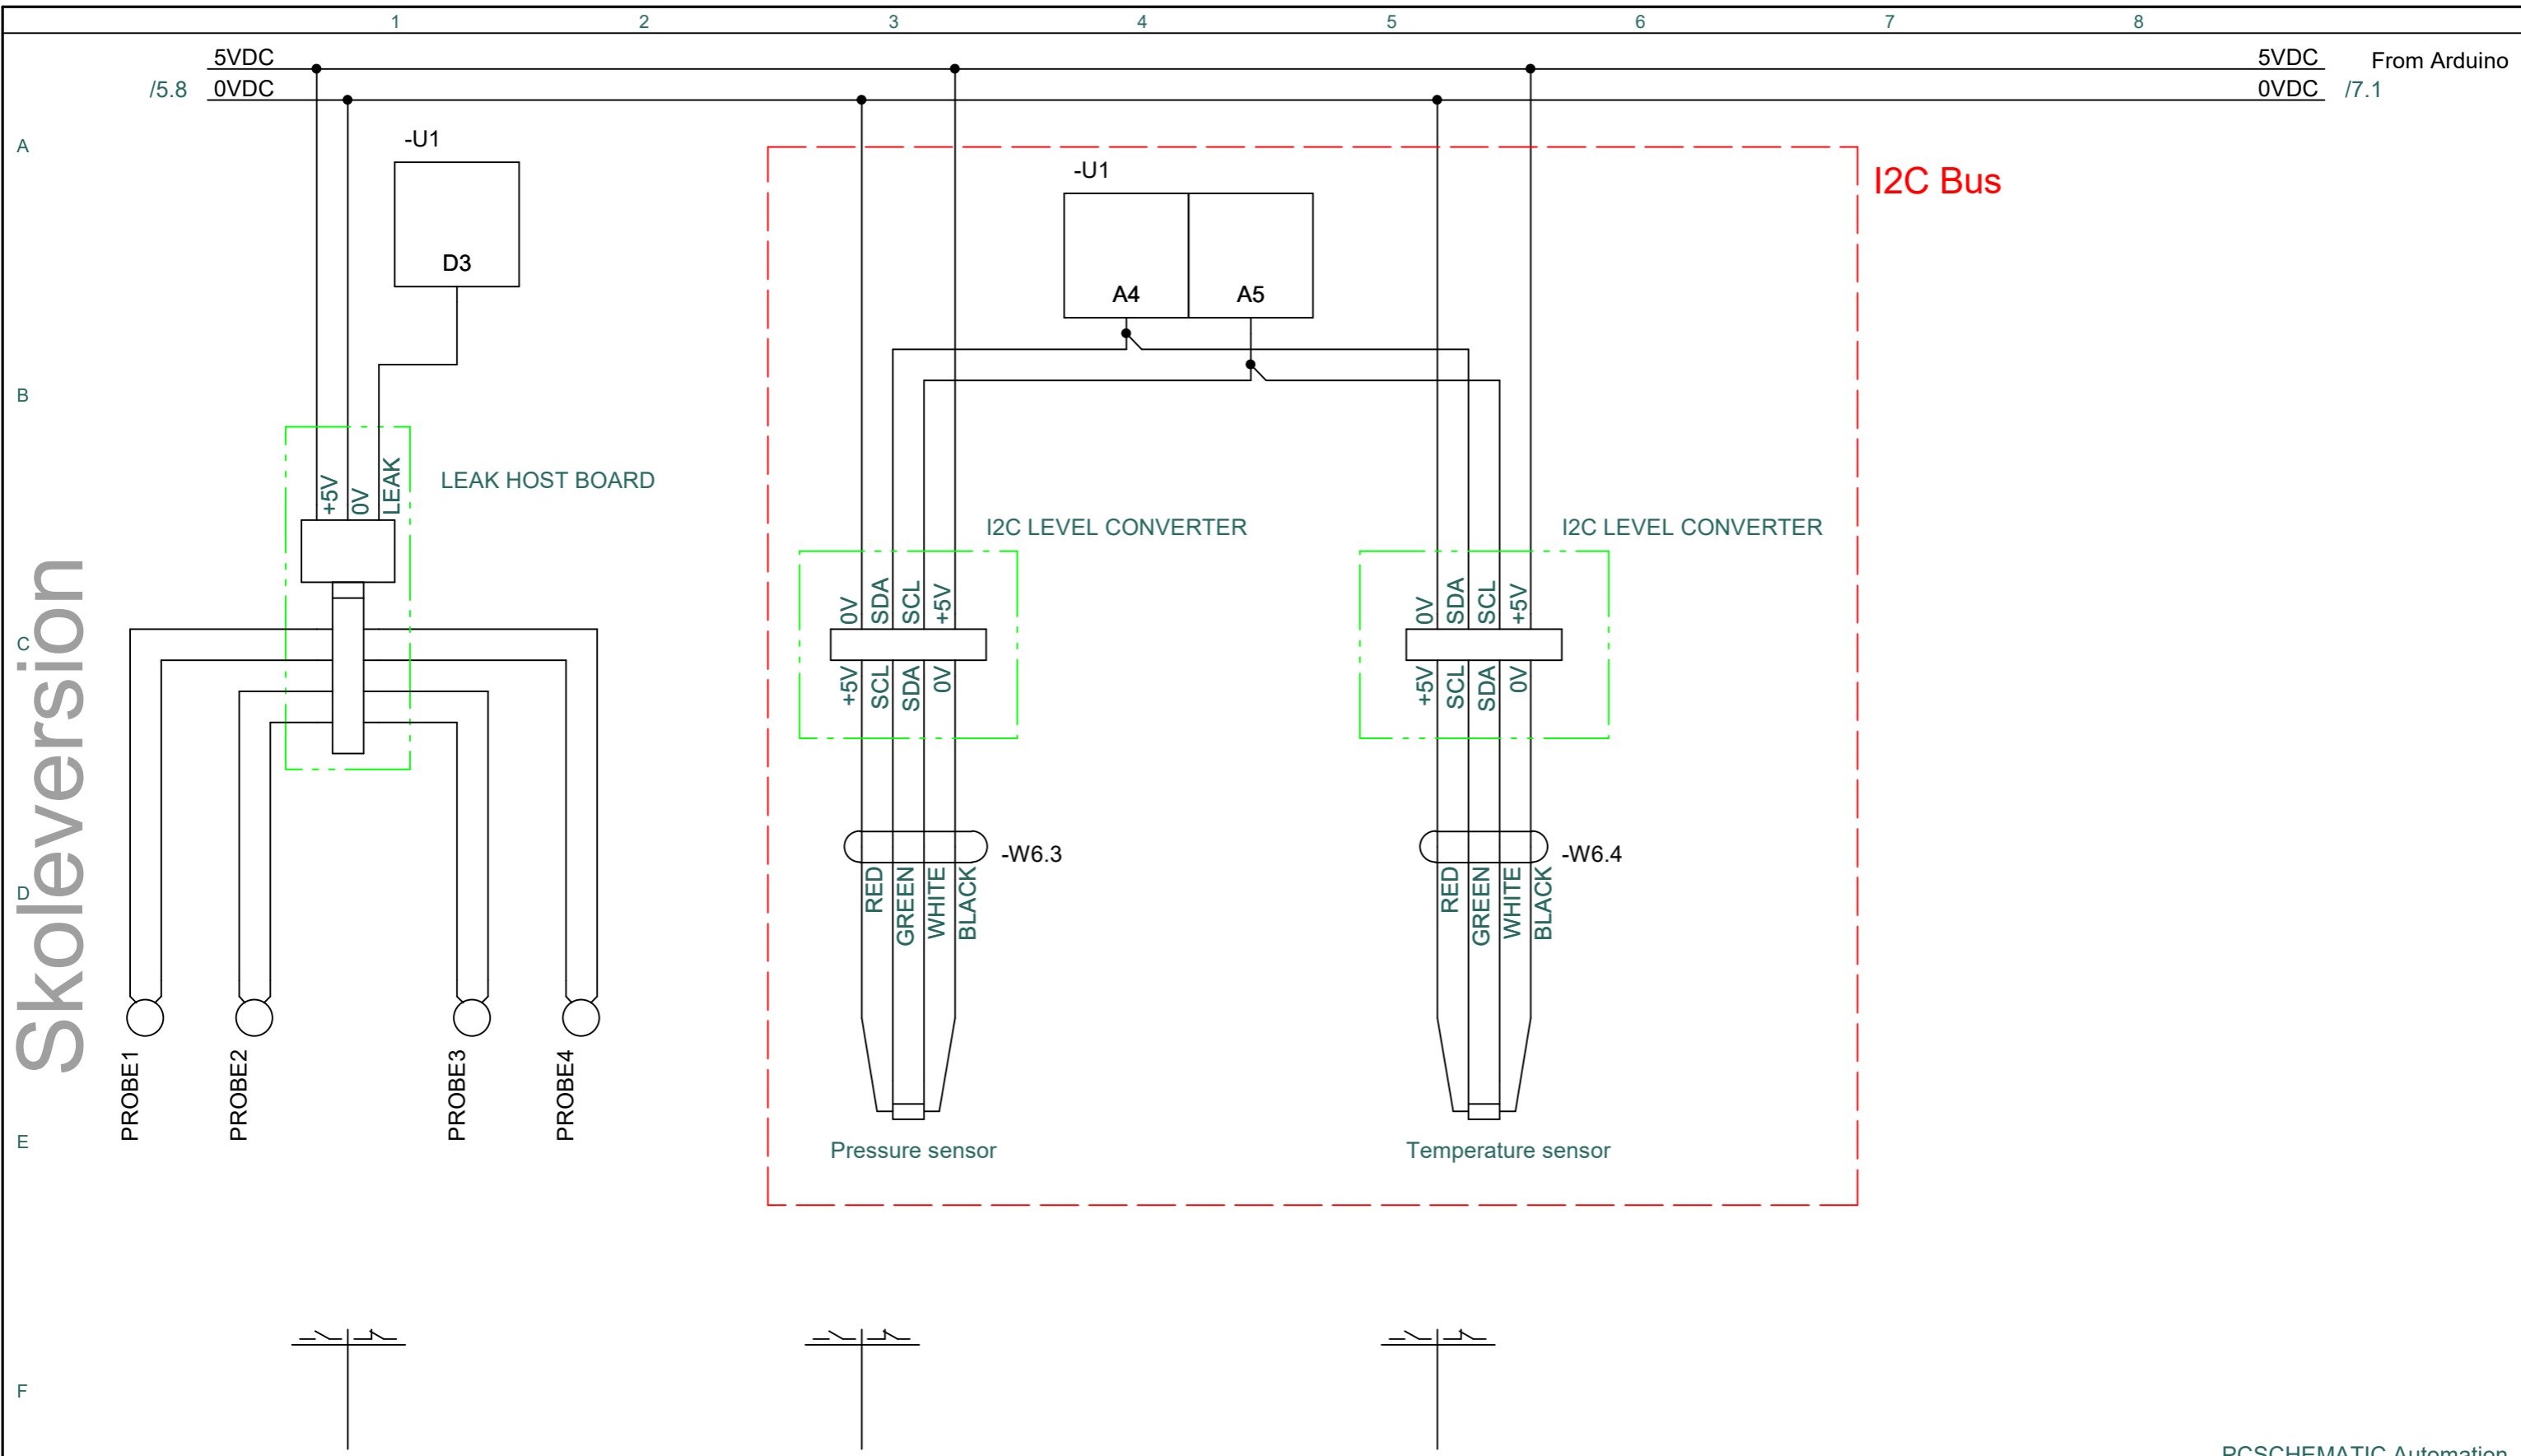 1 2 3 4 5 6 7 8
5VDC 5VDC From Arduino
/5.8 0VDC 0VDC /7.1
A
-U1
D3
-U1
A4 A5
I2C Bus
B
+5V 0V LEAK
LEAK HOST BOARD
I2C LEVEL CONVERTER
0V SDA SCL +5V
+5V SCL SDA 0V
I2C LEVEL CONVERTER
0V SDA SCL +5V
+5V SCL SDA 0V
C
Skoleversion
-W6.3
RED GREEN WHITE BLACK
-W6.4
RED GREEN WHITE BLACK
D
PROBE1 PROBE2 PROBE3 PROBE4
E
Pressure sensor
Temperature sensor
F
PCSCHEMATIC Automation